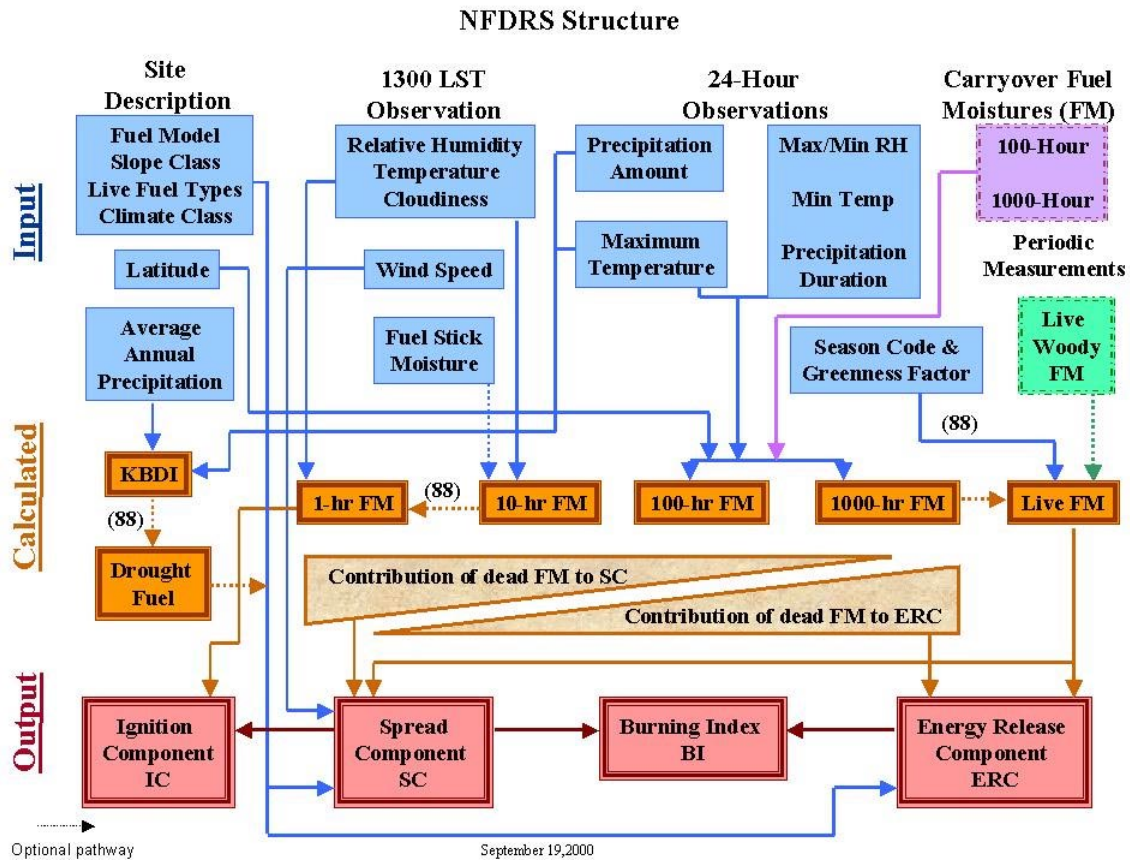 NFDRS Structure
Site
Description
1300 LST
Observation
24-Hour
Observations
Carryover Fuel
Moistures (FM)
Input
Fuel Model
Slope Class
Live Fuel Types
Climate Class
Relative Humidity
Temperature
Cloudiness
Precipitation
Amount
Max/Min RH
Min Temp
Precipitation
Duration
100-Hour
1000-Hour
Latitude
Wind Speed
Maximum
Temperature
Periodic
Measurements
Average
Annual
Precipitation
Fuel Stick
Moisture
Season Code &
Greenness Factor
Live
Woody
FM
(88)
Calculated
KBDI
1-hr FM
(88)
10-hr FM
100-hr FM
1000-hr FM
Live FM
(88)
Drought
Fuel
Contribution of dead FM to SC
Contribution of dead FM to ERC
Output
Ignition
Component
IC
Spread
Component
SC
Burning Index
BI
Energy Release
Component
ERC
Optional pathway
September 19,2000